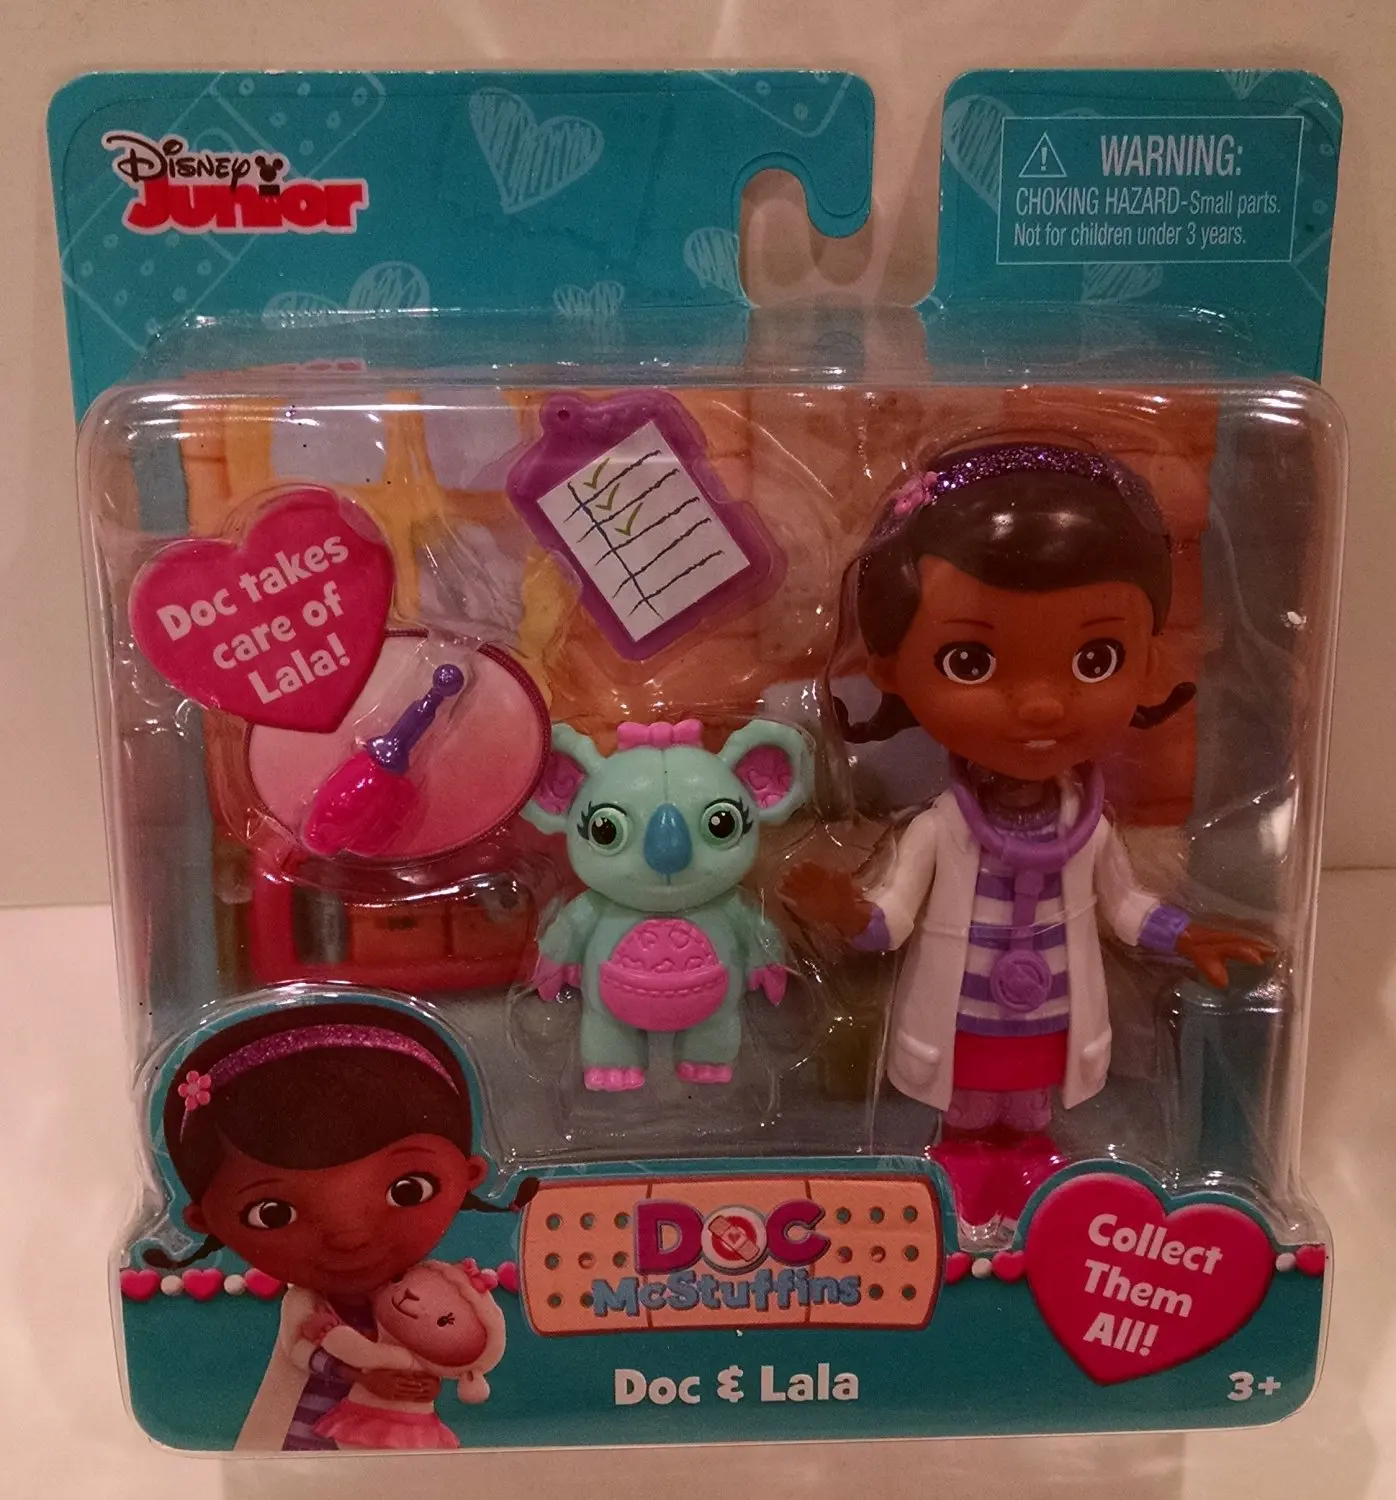 Disney
Junior
WARNING:
CHOKING HAZARD-Small parts.
Not for children under 3 years.
Doc takes
care of
Lala!
Doc
McStuffins
Doc & Lala
Collect
Them
All!
3+